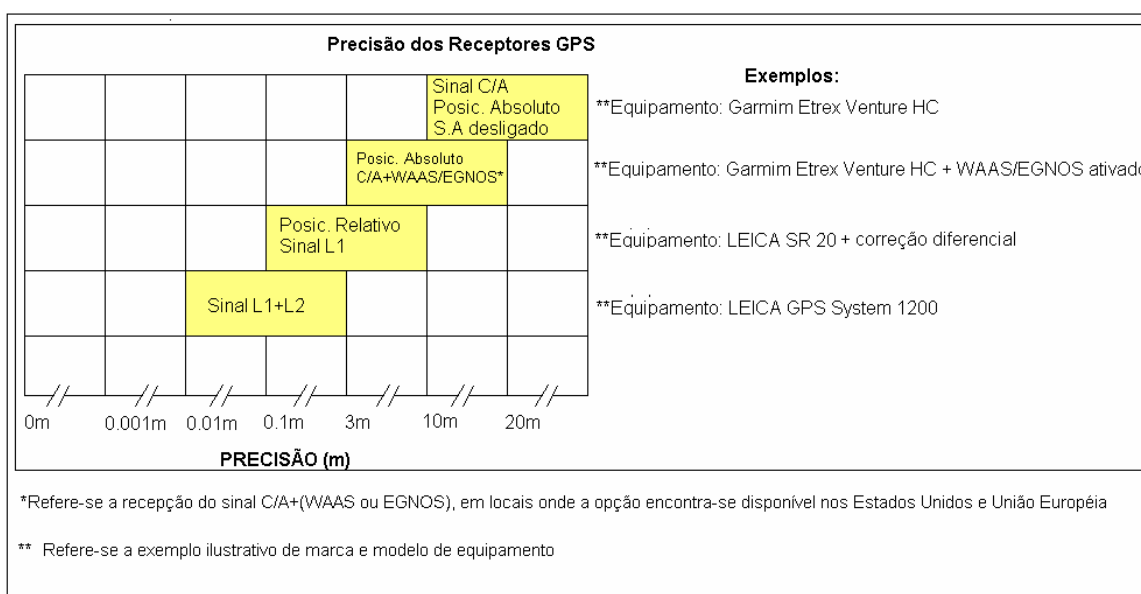 Precisão dos Receptores GPS
Exemplos:
Sinal C/A
Posic. Absoluto
S.A desligado
**Equipamento: Garmim Etrex Venture HC
Posic. Absoluto
C/A+WAAS/EGNOS*
**Equipamento: Garmim Etrex Venture HC + WAAS/EGNOS ativado
Posic. Relativo
Sinal L1
**Equipamento: LEICA SR 20 + correção diferencial
Sinal L1+L2
**Equipamento: LEICA GPS System 1200
0m 0.001m 0.01m 0.1m 3m 10m 20m
PRECISÃO (m)
*Refere-se a recepção do sinal C/A+(WAAS ou EGNOS), em locais onde a opção encontra-se disponível nos Estados Unidos e União Européia
** Refere-se a exemplo ilustrativo de marca e modelo de equipamento